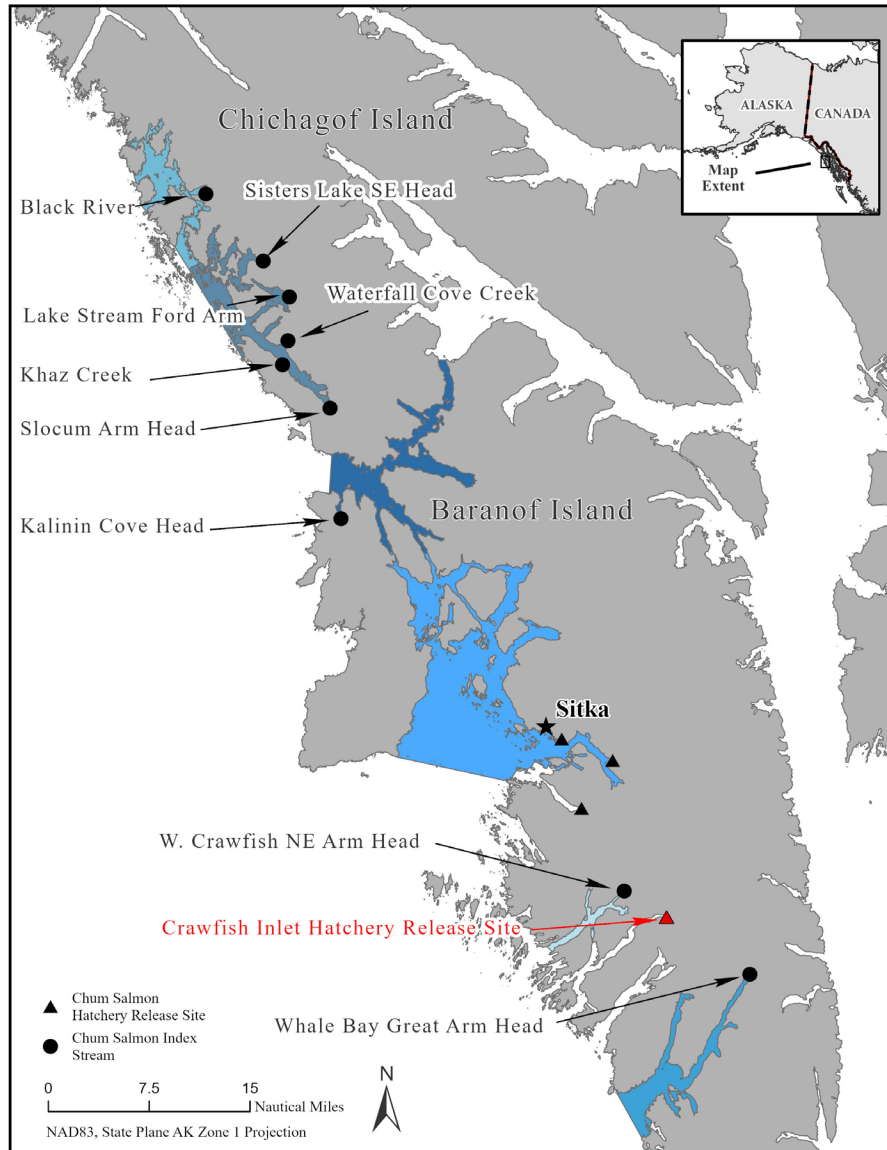 ALASKA
CANADA
Map
Extent
Chichagof Island
Sisters Lake SE Head
Black River
Waterfall Cove Creek
Lake Stream Ford Arm
Khaz Creek
Slocum Arm Head
Baranof Island
Kalinin Cove Head
Sitka
W. Crawfish NE Arm Head
Crawfish Inlet Hatchery Release Site
Whale Bay Great Arm Head
Chum Salmon
Hatchery Release Site
Chum Salmon Index
Stream
N
0 7.5 15
Nautical Miles
NAD83, State Plane AK Zone 1 Projection